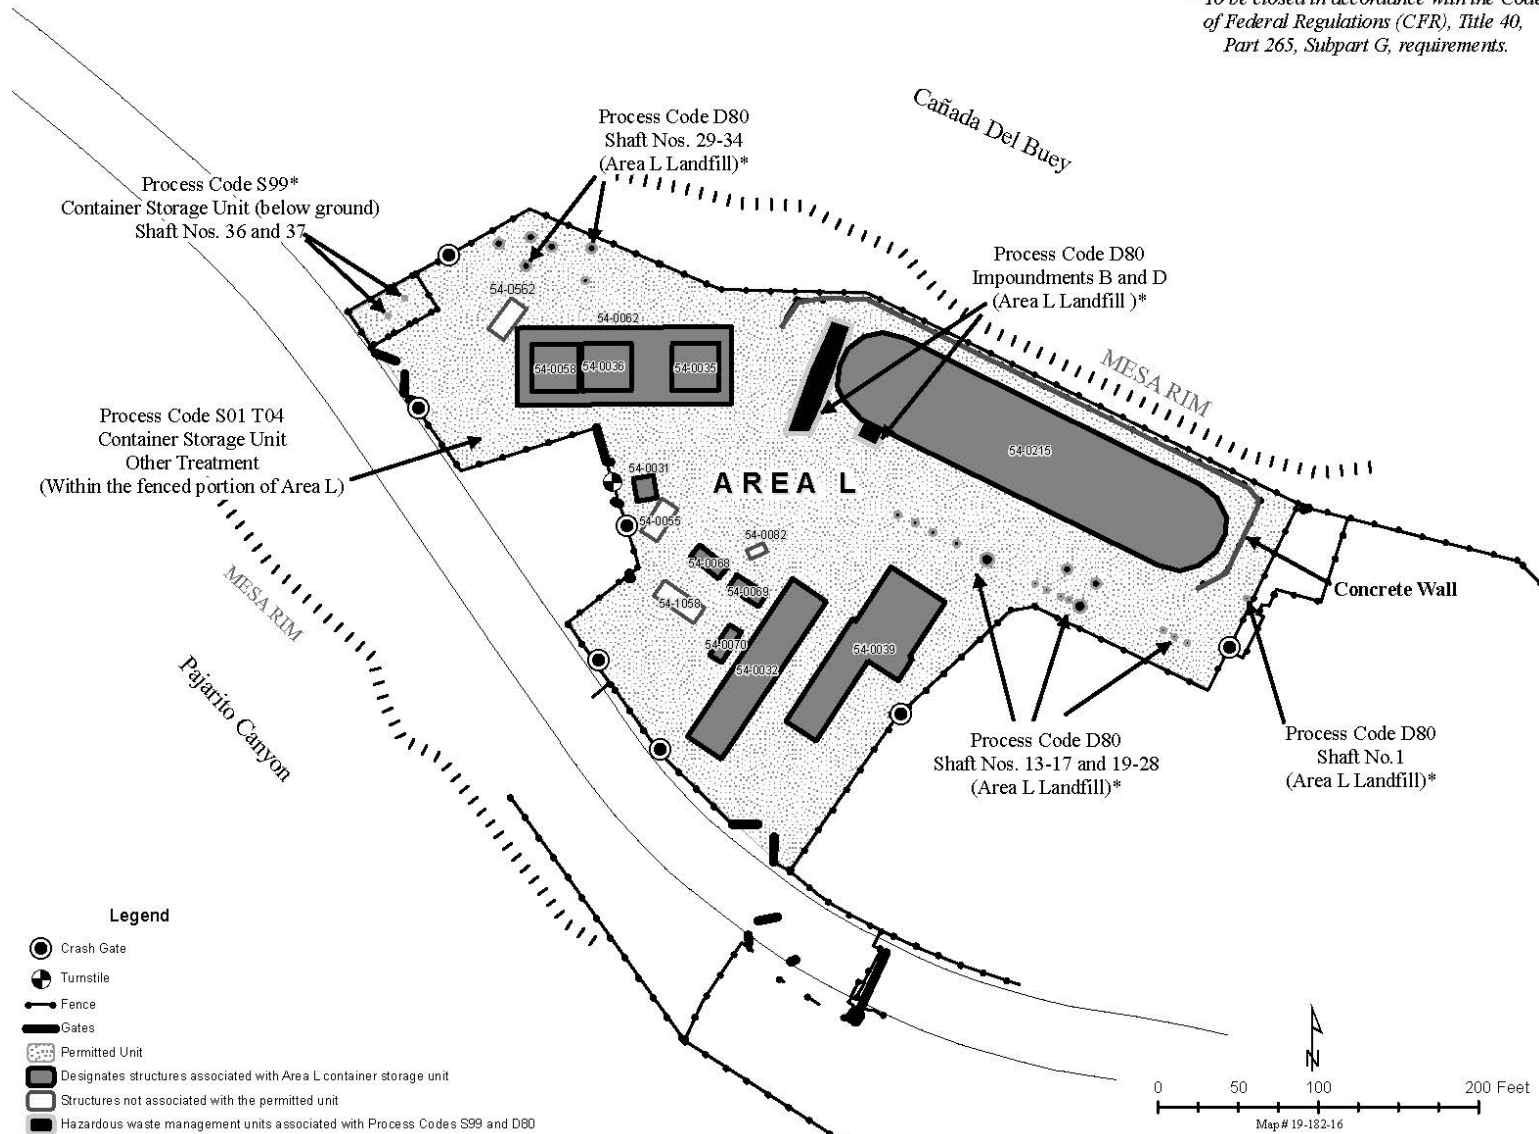 To be closed in accordance with the Code
of Federal Regulations (CFR), Title 40,
Part 265, Subpart G, requirements.
Cañada Del Buey
Process Code D80
Shaft Nos. 29-34
(Area L Landfill)*
Process Code S99*
Container Storage Unit (below ground)
Shaft Nos. 36 and 37
Process Code D80
Impoundments B and D
(Area L Landfill )*
54-0562
54-0062
54-0058
54-0036
54-0035
MESA RIM
Process Code S01 T04
Container Storage Unit
Other Treatment
(Within the fenced portion of Area L)
54-0215
54-0031
AREA L
54-0055
54-0082
54-0068
54-0069
54-1058
54-0070
54-0032
54-0039
Concrete Wall
MESA RIM
Pajarito Canyon
Process Code D80
Shaft Nos. 13-17 and 19-28
(Area L Landfill)*
Process Code D80
Shaft No.1
(Area L Landfill)*
Legend
Crash Gate
Turnstile
Fence
Gates
Permitted Unit
Designates structures associated with Area L container storage unit
Structures not associated with the permitted unit
Hazardous waste management units associated with Process Codes S99 and D80
N
0 50 100 200 Feet
Map # 19-182-16